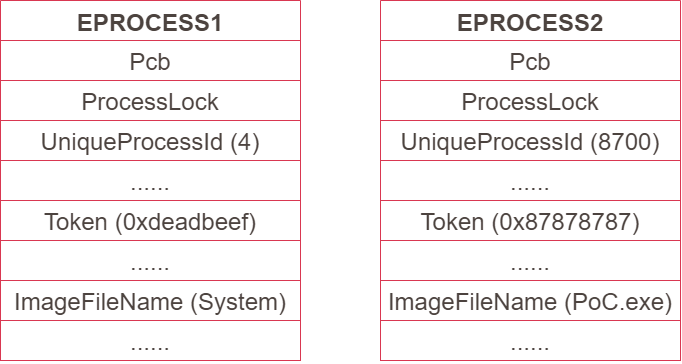 EPROCESS1
Pcb
ProcessLock
UniqueProcessId (4)
......
Token (0xdeadbeef)
......
ImageFileName (System)
......
EPROCESS2
Pcb
ProcessLock
UniqueProcessId (8700)
......
Token (0x87878787)
......
ImageFileName (PoC.exe)
......